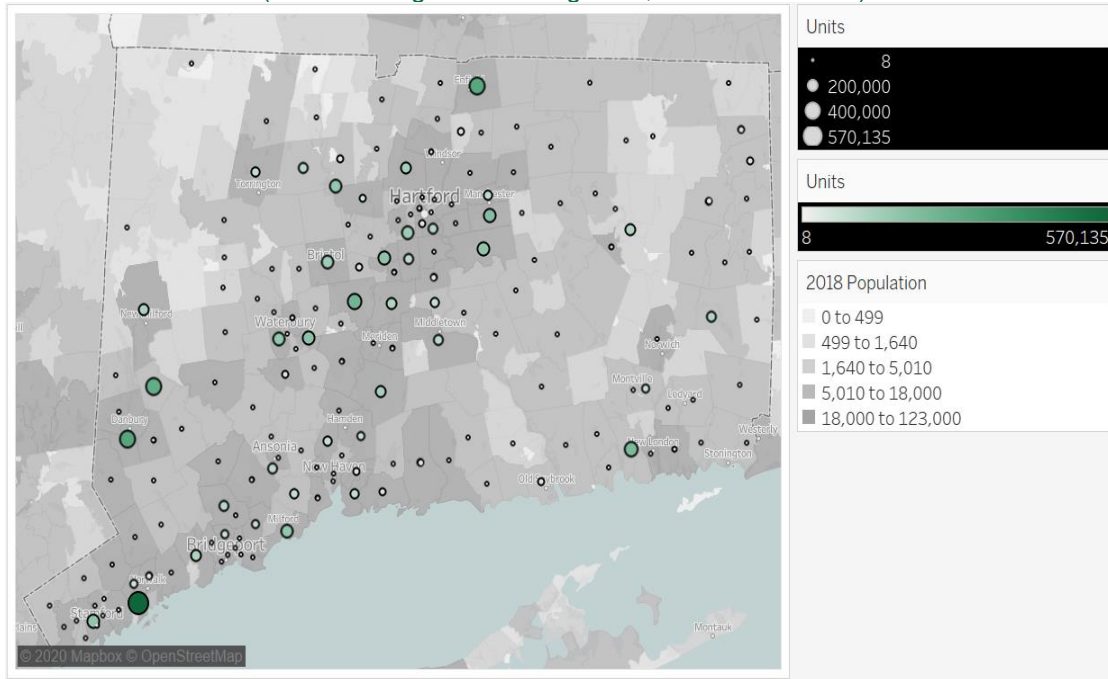 Units
8
200,000
400,000
570,135
Units
8 570,135
2018 Population
0 to 499
499 to 1,640
1,640 to 5,010
5,010 to 18,000
18,000 to 123,000
Enfield
Windsor
Torrington
Hartford
Manchester
Bristol
New Milford
Waterbury
Middletown
Meriden
Norwich
Montville
Ledyard
Danbury
Hamden
Ansonia
New London
Westerly
Stonington
New Haven
Old Saybrook
Milford
Bridgeport
Norwalk
Stamford
Montauk
© 2020 Mapbox © OpenStreetMap